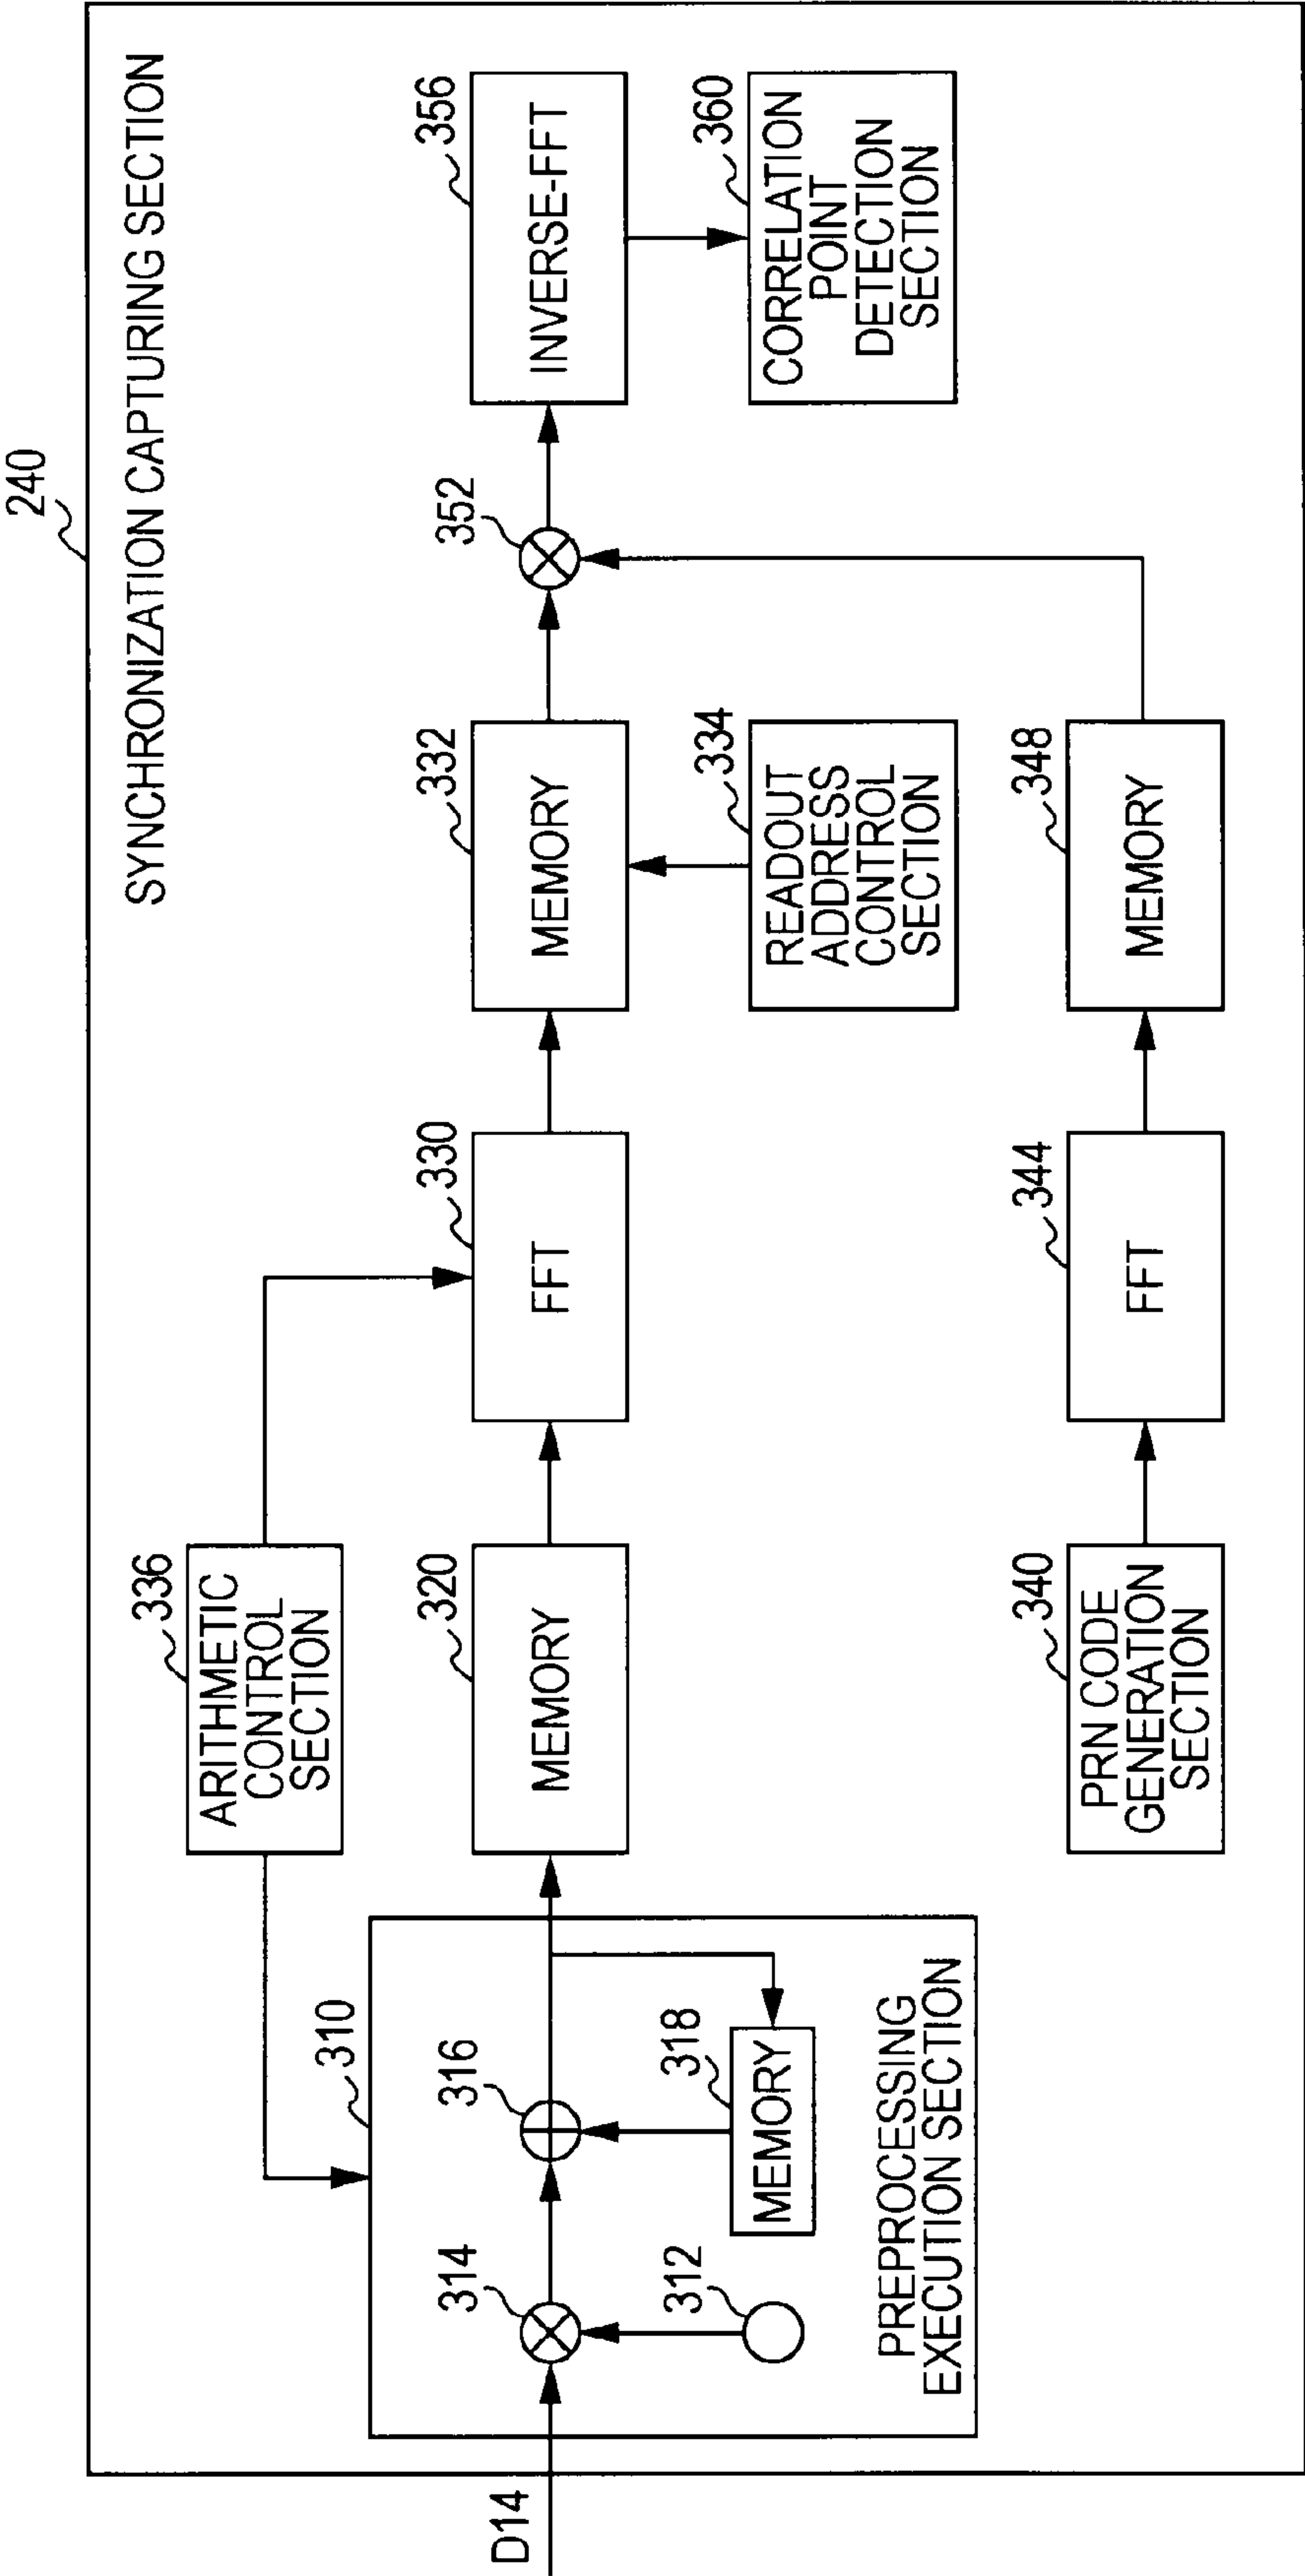 240
SYNCHRONIZATION CAPTURING SECTION
336
ARITHMETIC
CONTROL
SECTION
310
D14
314
316
312
318
MEMORY
PREPROCESSING
EXECUTION SECTION
320
MEMORY
330
FFT
332
MEMORY
334
READOUT
ADDRESS
CONTROL
SECTION
352
356
INVERSE-FFT
360
CORRELATION
POINT
DETECTION
SECTION
340
PRN CODE
GENERATION
SECTION
344
FFT
348
MEMORY